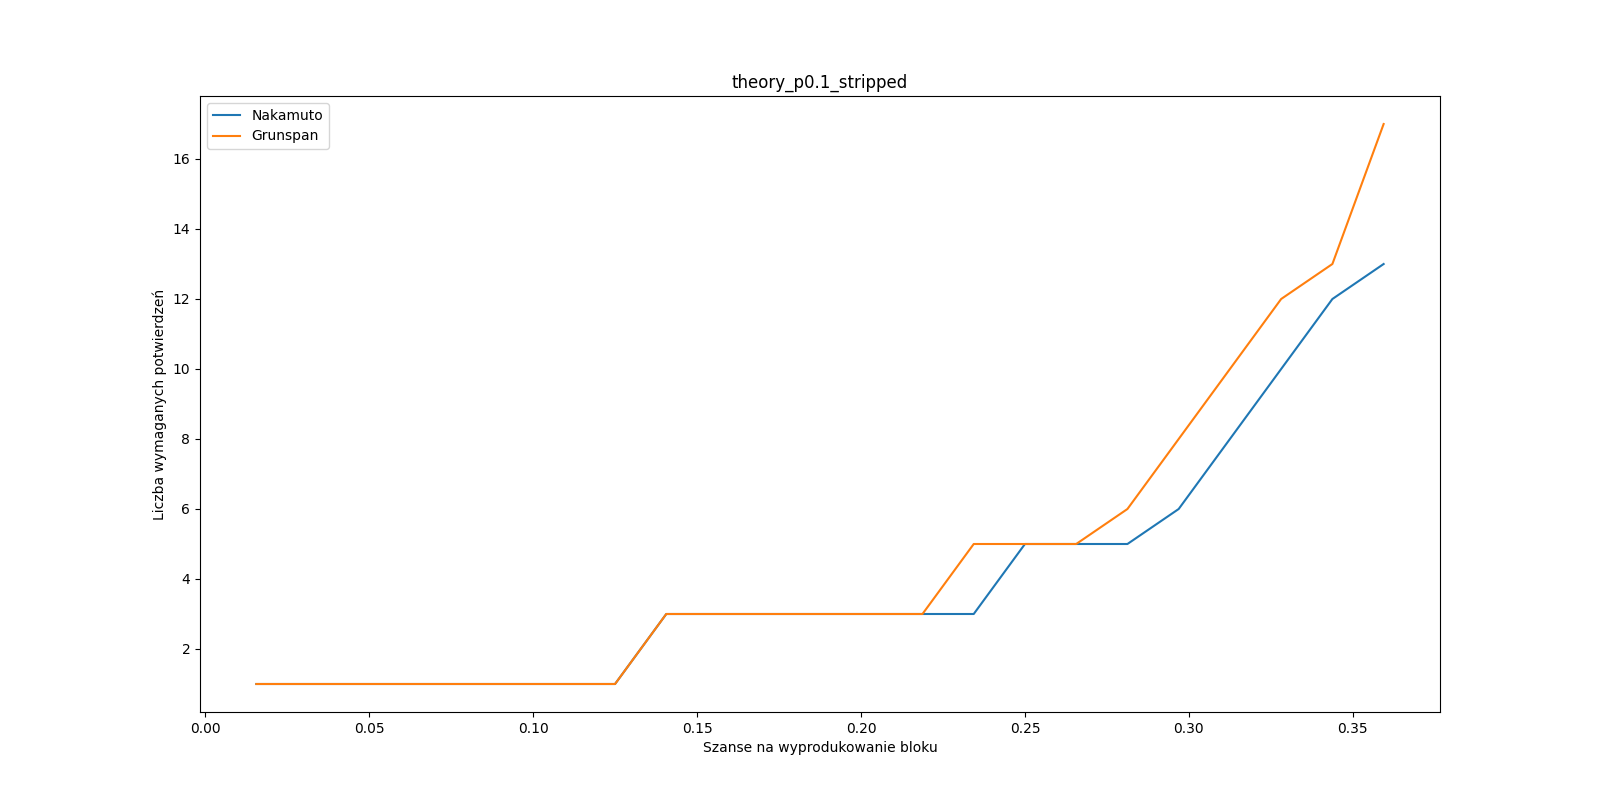 theory_p0.1_stripped
Nakamuto
Grunspan
16
14
12
10
8
6
4
2
Liczba wymaganych potwierdzeń
0.00 0.05 0.10 0.15 0.20 0.25 0.30 0.35
Szanse na wyprodukowanie bloku